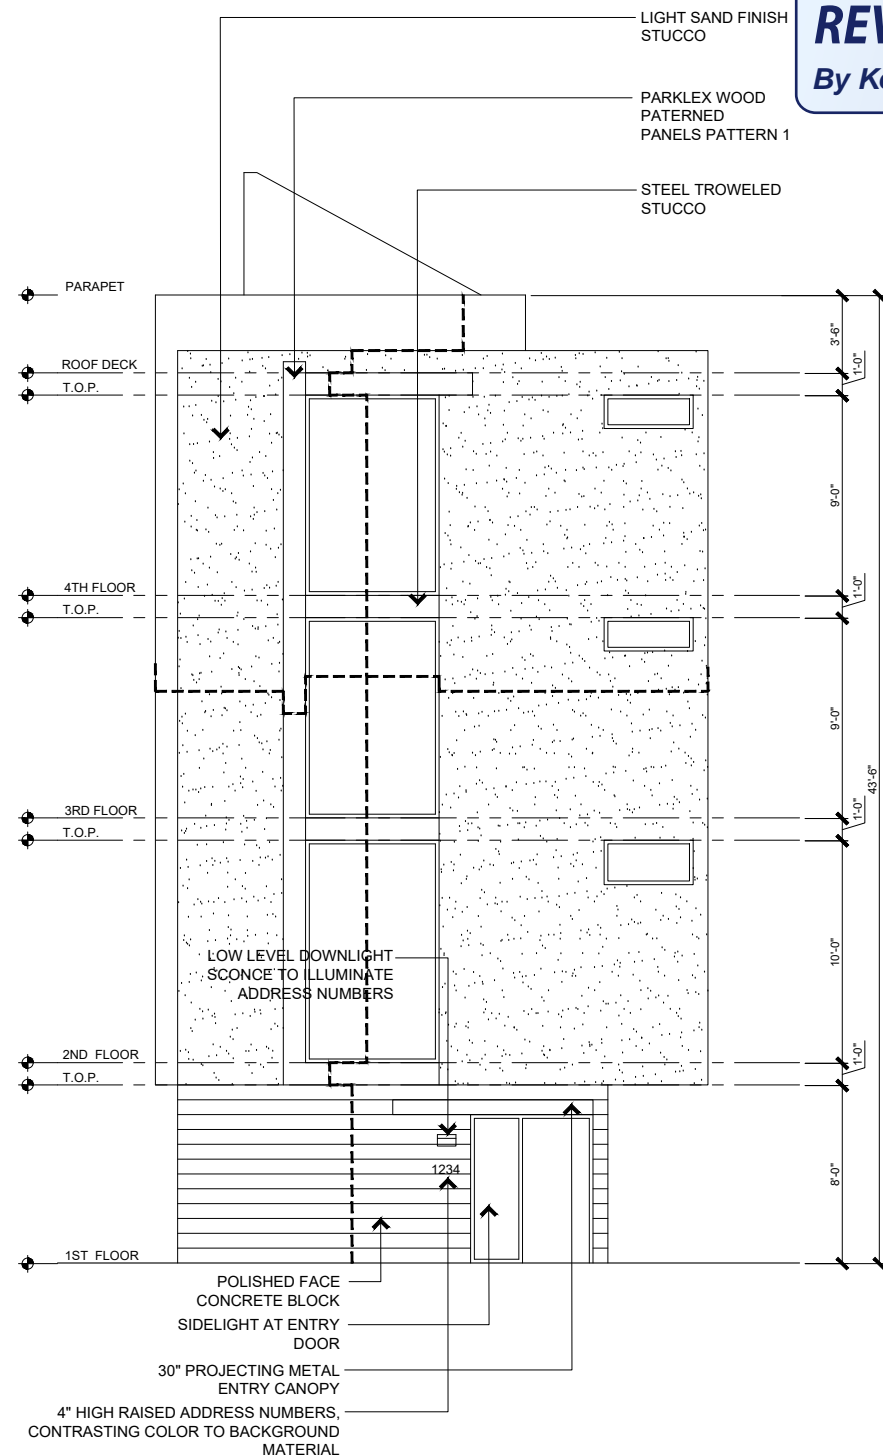 LIGHT SAND FINISH
STUCCO
PARKLEX WOOD
PATERNED
PANELS PATTERN 1
STEEL TROWELED
STUCCO
PARAPET
3'-6"
ROOF DECK
1'-0"
T.O.P.
9'-0"
4TH FLOOR
1'-0"
T.O.P.
9'-0"
43'-6"
3RD FLOOR
1'-0"
T.O.P.
10'-0"
LOW LEVEL DOWNLIGHT
SCONCE TO ILLUMINATE
ADDRESS NUMBERS
2ND FLOOR
1'-0"
T.O.P.
8'-0"
1234
1ST FLOOR
POLISHED FACE
CONCRETE BLOCK
SIDELIGHT AT ENTRY
DOOR
30" PROJECTING METAL
ENTRY CANOPY
4" HIGH RAISED ADDRESS NUMBERS,
CONTRASTING COLOR TO BACKGROUND
MATERIAL
By